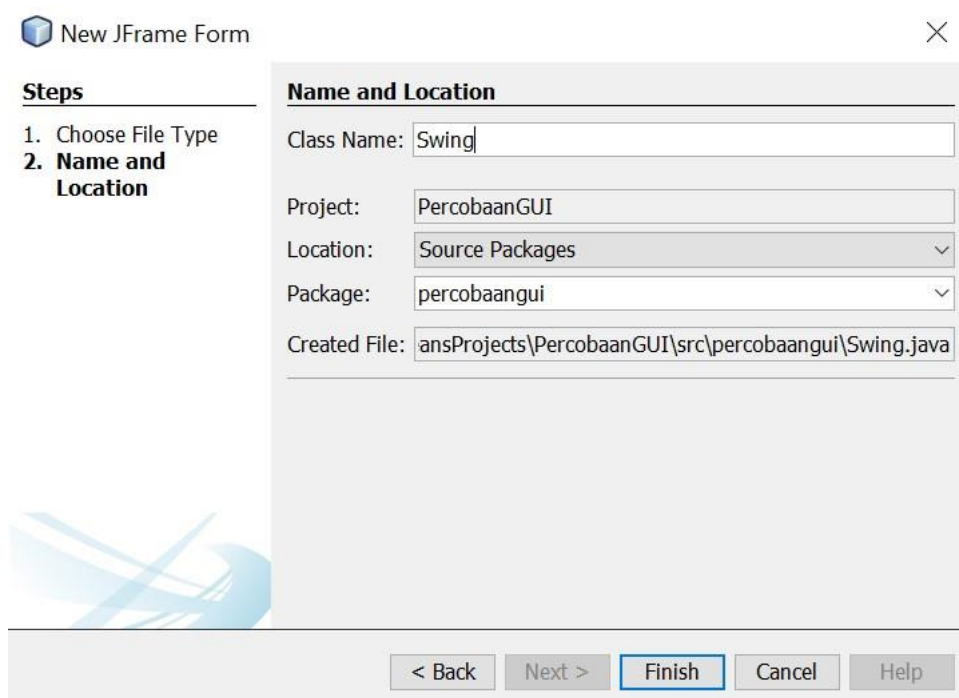 New JFrame Form
Steps
1. Choose File Type
2. Name and
Location
Name and Location
Class Name: Swing
Project: PercobaanGUI
Location: Source Packages
Package: percobaangui
Created File: ansProjects\PercobaanGUI\src\percobaangui\Swing.java
< Back Next > Finish Cancel Help